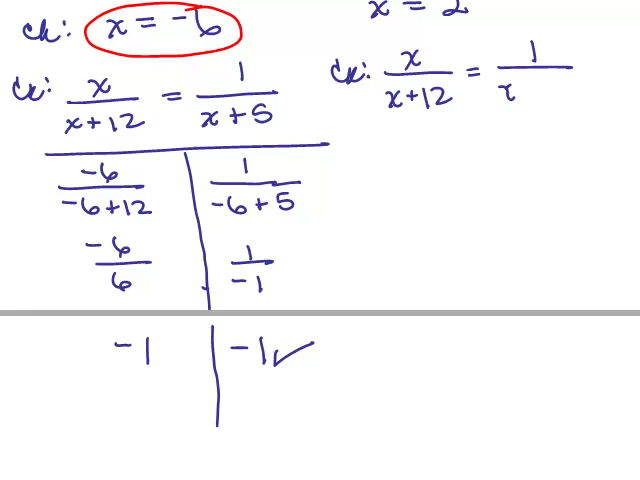 ck: x = -6
ck: x/(x+12) = 1/(x+5)
-6/(-6+12) | 1/(-6+5)
-6/6 | 1/-1
-1 | -1 ✓
x = 2
ck: x/(x+12) = 1/x